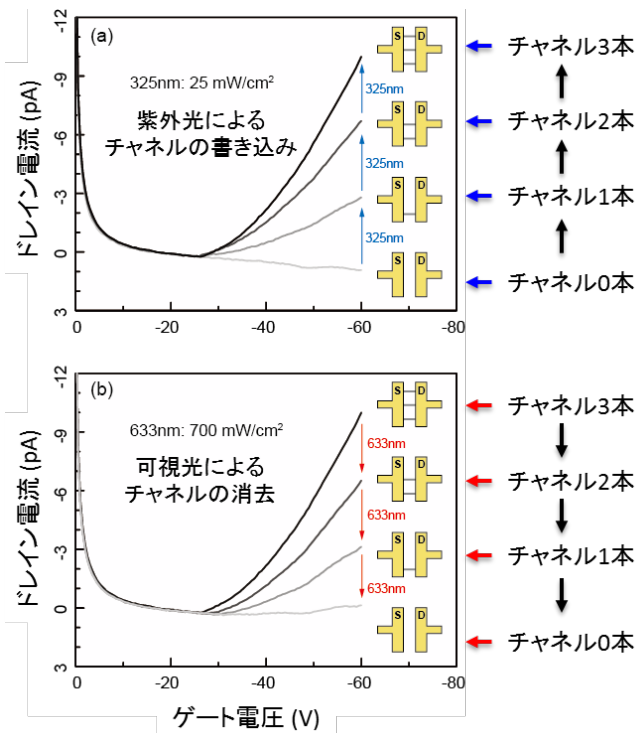 (a)
325nm: 25 mW/cm²
紫外光による
チャネルの書き込み
ドレイン電流 (pA)
-12
-9
-6
-3
0
3
0
-20
-40
-60
-80
S D
S D
S D
S D
325nm
325nm
325nm
チャネル3本
チャネル2本
チャネル1本
チャネル0本
(b)
633nm: 700 mW/cm²
可視光による
チャネルの消去
ドレイン電流 (pA)
-12
-9
-6
-3
0
3
0
-20
-40
-60
-80
S D
S D
S D
S D
633nm
633nm
633nm
チャネル3本
チャネル2本
チャネル1本
チャネル0本
ゲート電圧 (V)